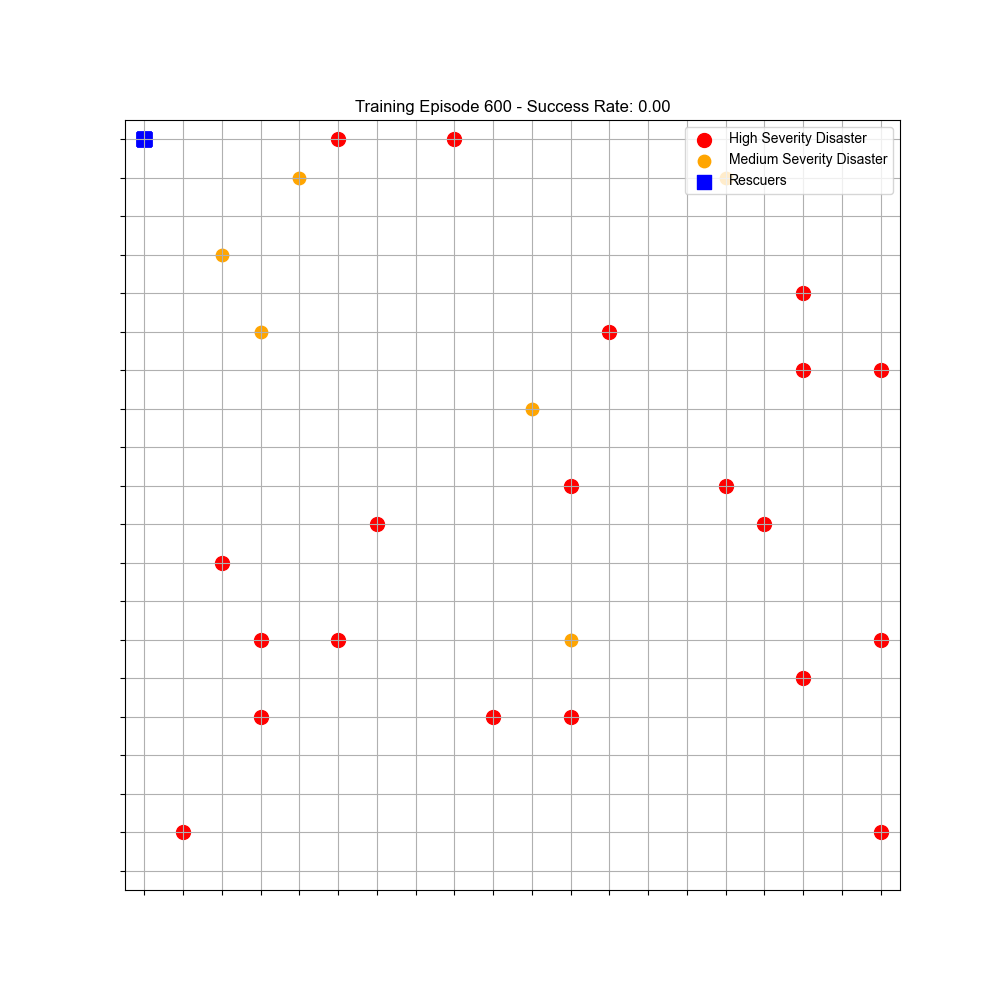 Training Episode 600 - Success Rate: 0.00
High Severity Disaster
Medium Severity Disaster
Rescuers